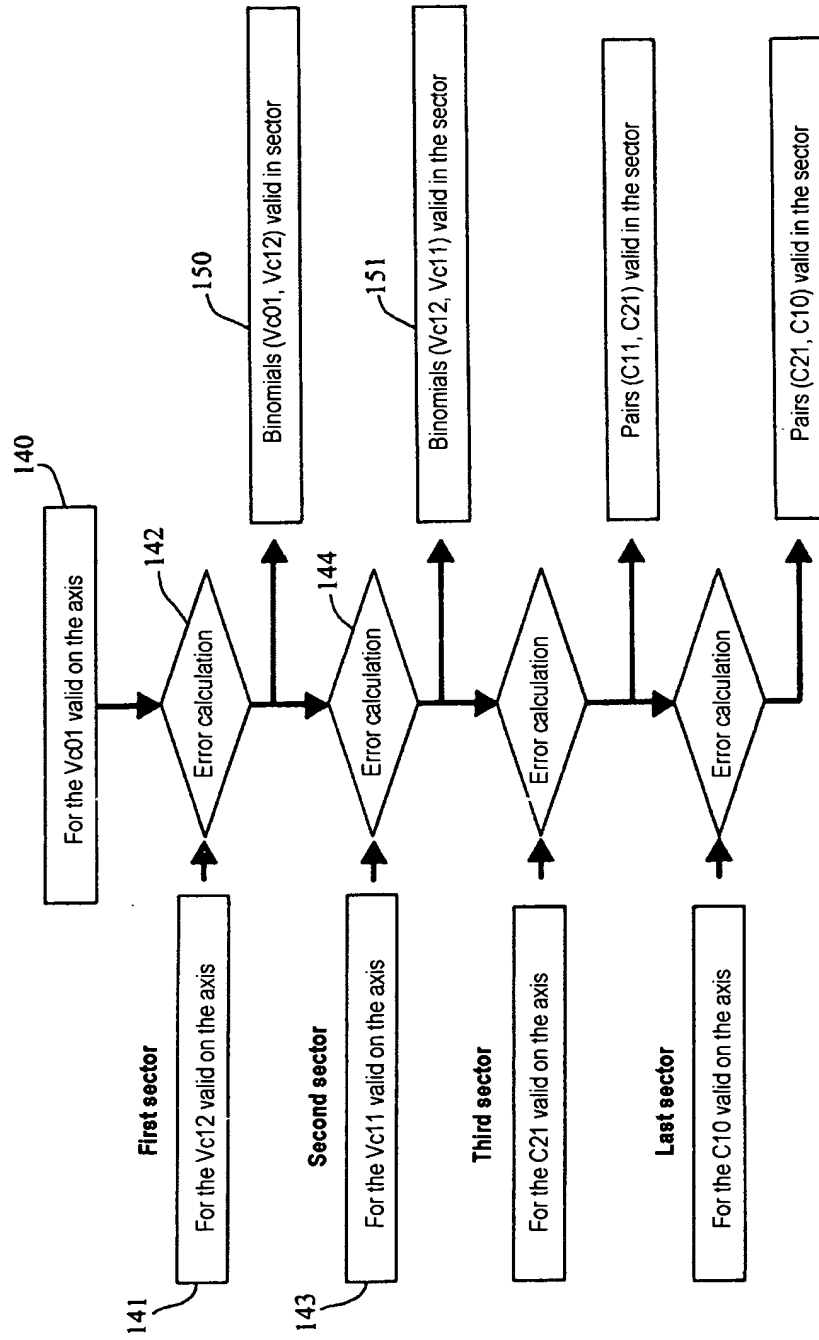 140
For the Vc01 valid on the axis
First sector
141
For the Vc12 valid on the axis
142
Error calculation
150
Binomials (Vc01, Vc12) valid in sector
Second sector
143
For the Vc11 valid on the axis
144
Error calculation
151
Binomials (Vc12, Vc11) valid in the sector
Third sector
For the C21 valid on the axis
Error calculation
Pairs (C11, C21) valid in the sector
Last sector
For the C10 valid on the axis
Error calculation
Pairs (C21, C10) valid in the sector